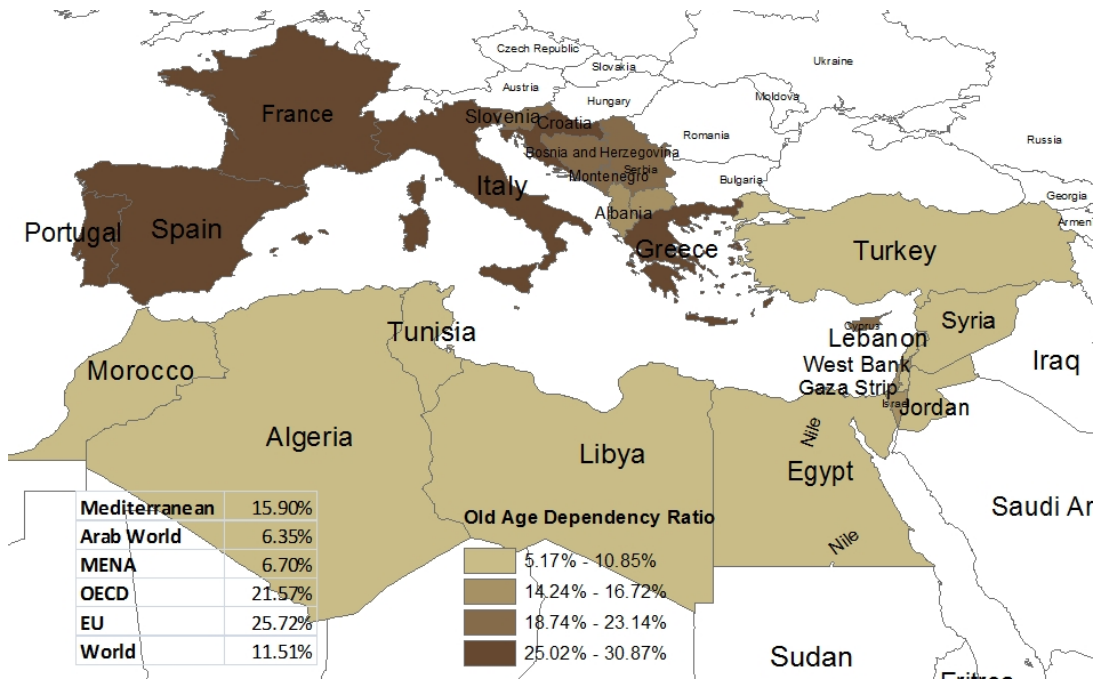 Czech Republic
Ukraine
Slovakia
Austria
Moldova
Hungary
France
Slovenia
Croatia
Romania
Russia
Bosnia and Herzegovina
Serbia
Montenegro
Bulgaria
Italy
Georgia
Albania
Armen
Portugal
Spain
Greece
Turkey
Cyprus
Syria
Tunisia
Lebanon
Iraq
Morocco
West Bank
Gaza Strip
Israel
Jordan
Algeria
Nile
Libya
Egypt
Saudi Ar
Nile
Sudan
Eritrea
Mediterranean 15.90%
Arab World 6.35%
MENA 6.70%
OECD 21.57%
EU 25.72%
World 11.51%
Old Age Dependency Ratio
5.17% - 10.85%
14.24% - 16.72%
18.74% - 23.14%
25.02% - 30.87%